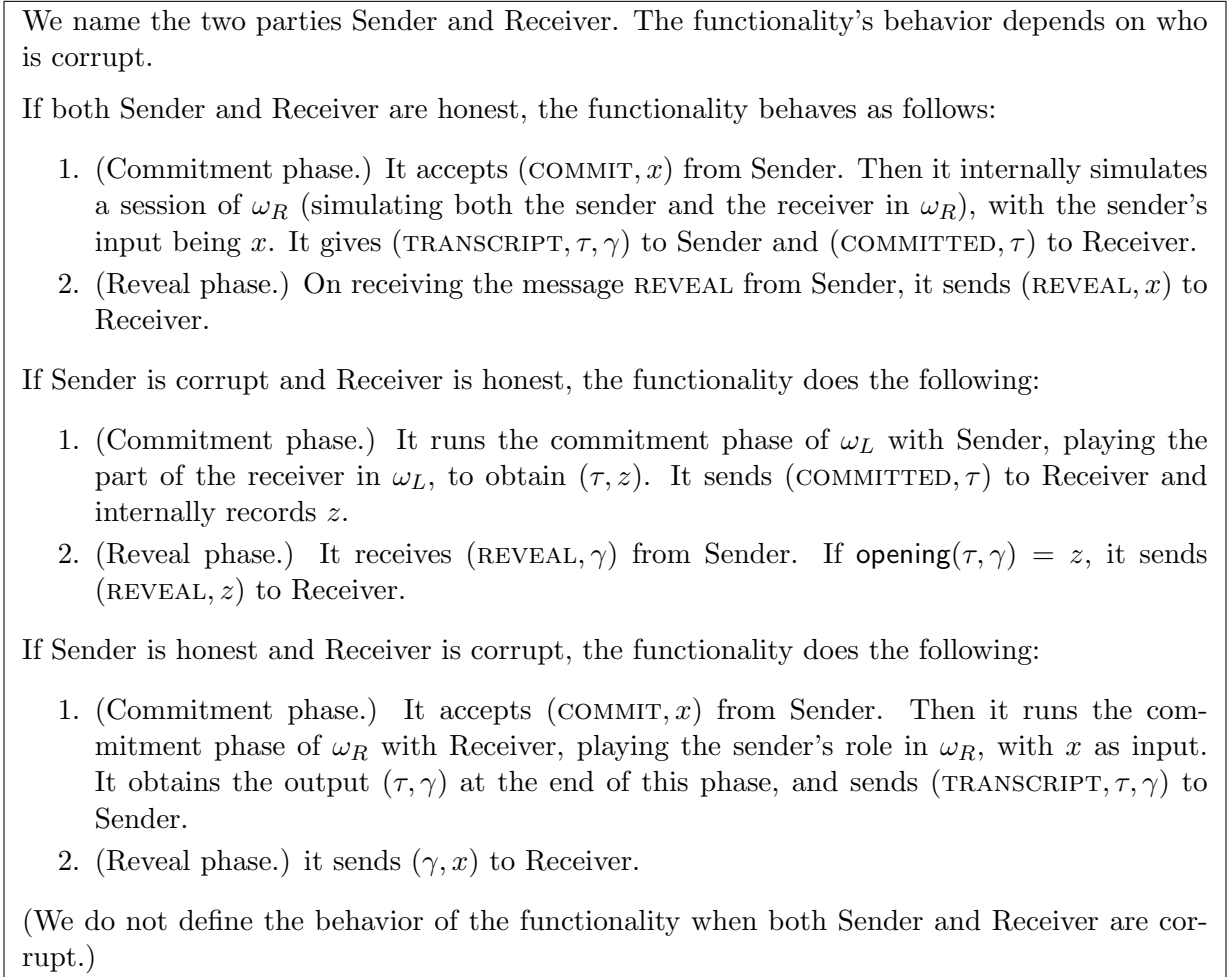 We name the two parties Sender and Receiver. The functionality's behavior depends on who
is corrupt.
If both Sender and Receiver are honest, the functionality behaves as follows:
1. (Commitment phase.) It accepts (COMMIT, x) from Sender. Then it internally simulates
a session of ω_R (simulating both the sender and the receiver in ω_R), with the sender's
input being x. It gives (TRANSCRIPT, τ, γ) to Sender and (COMMITTED, τ) to Receiver.
2. (Reveal phase.) On receiving the message REVEAL from Sender, it sends (REVEAL, x) to
Receiver.
If Sender is corrupt and Receiver is honest, the functionality does the following:
1. (Commitment phase.) It runs the commitment phase of ω_L with Sender, playing the
part of the receiver in ω_L, to obtain (τ, z). It sends (COMMITTED, τ) to Receiver and
internally records z.
2. (Reveal phase.) It receives (REVEAL, γ) from Sender. If opening(τ, γ) = z, it sends
(REVEAL, z) to Receiver.
If Sender is honest and Receiver is corrupt, the functionality does the following:
1. (Commitment phase.) It accepts (COMMIT, x) from Sender. Then it runs the com-
mitment phase of ω_R with Receiver, playing the sender's role in ω_R, with x as input.
It obtains the output (τ, γ) at the end of this phase, and sends (TRANSCRIPT, τ, γ) to
Sender.
2. (Reveal phase.) it sends (γ, x) to Receiver.
(We do not define the behavior of the functionality when both Sender and Receiver are cor-
rupt.)